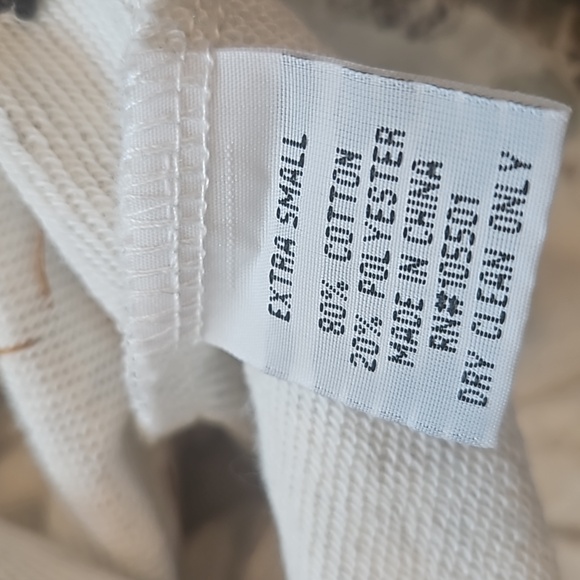 EXTRA SMALL
80% COTTON
20% POLYESTER
MADE IN CHINA
RN#105501
DRY CLEAN ONLY